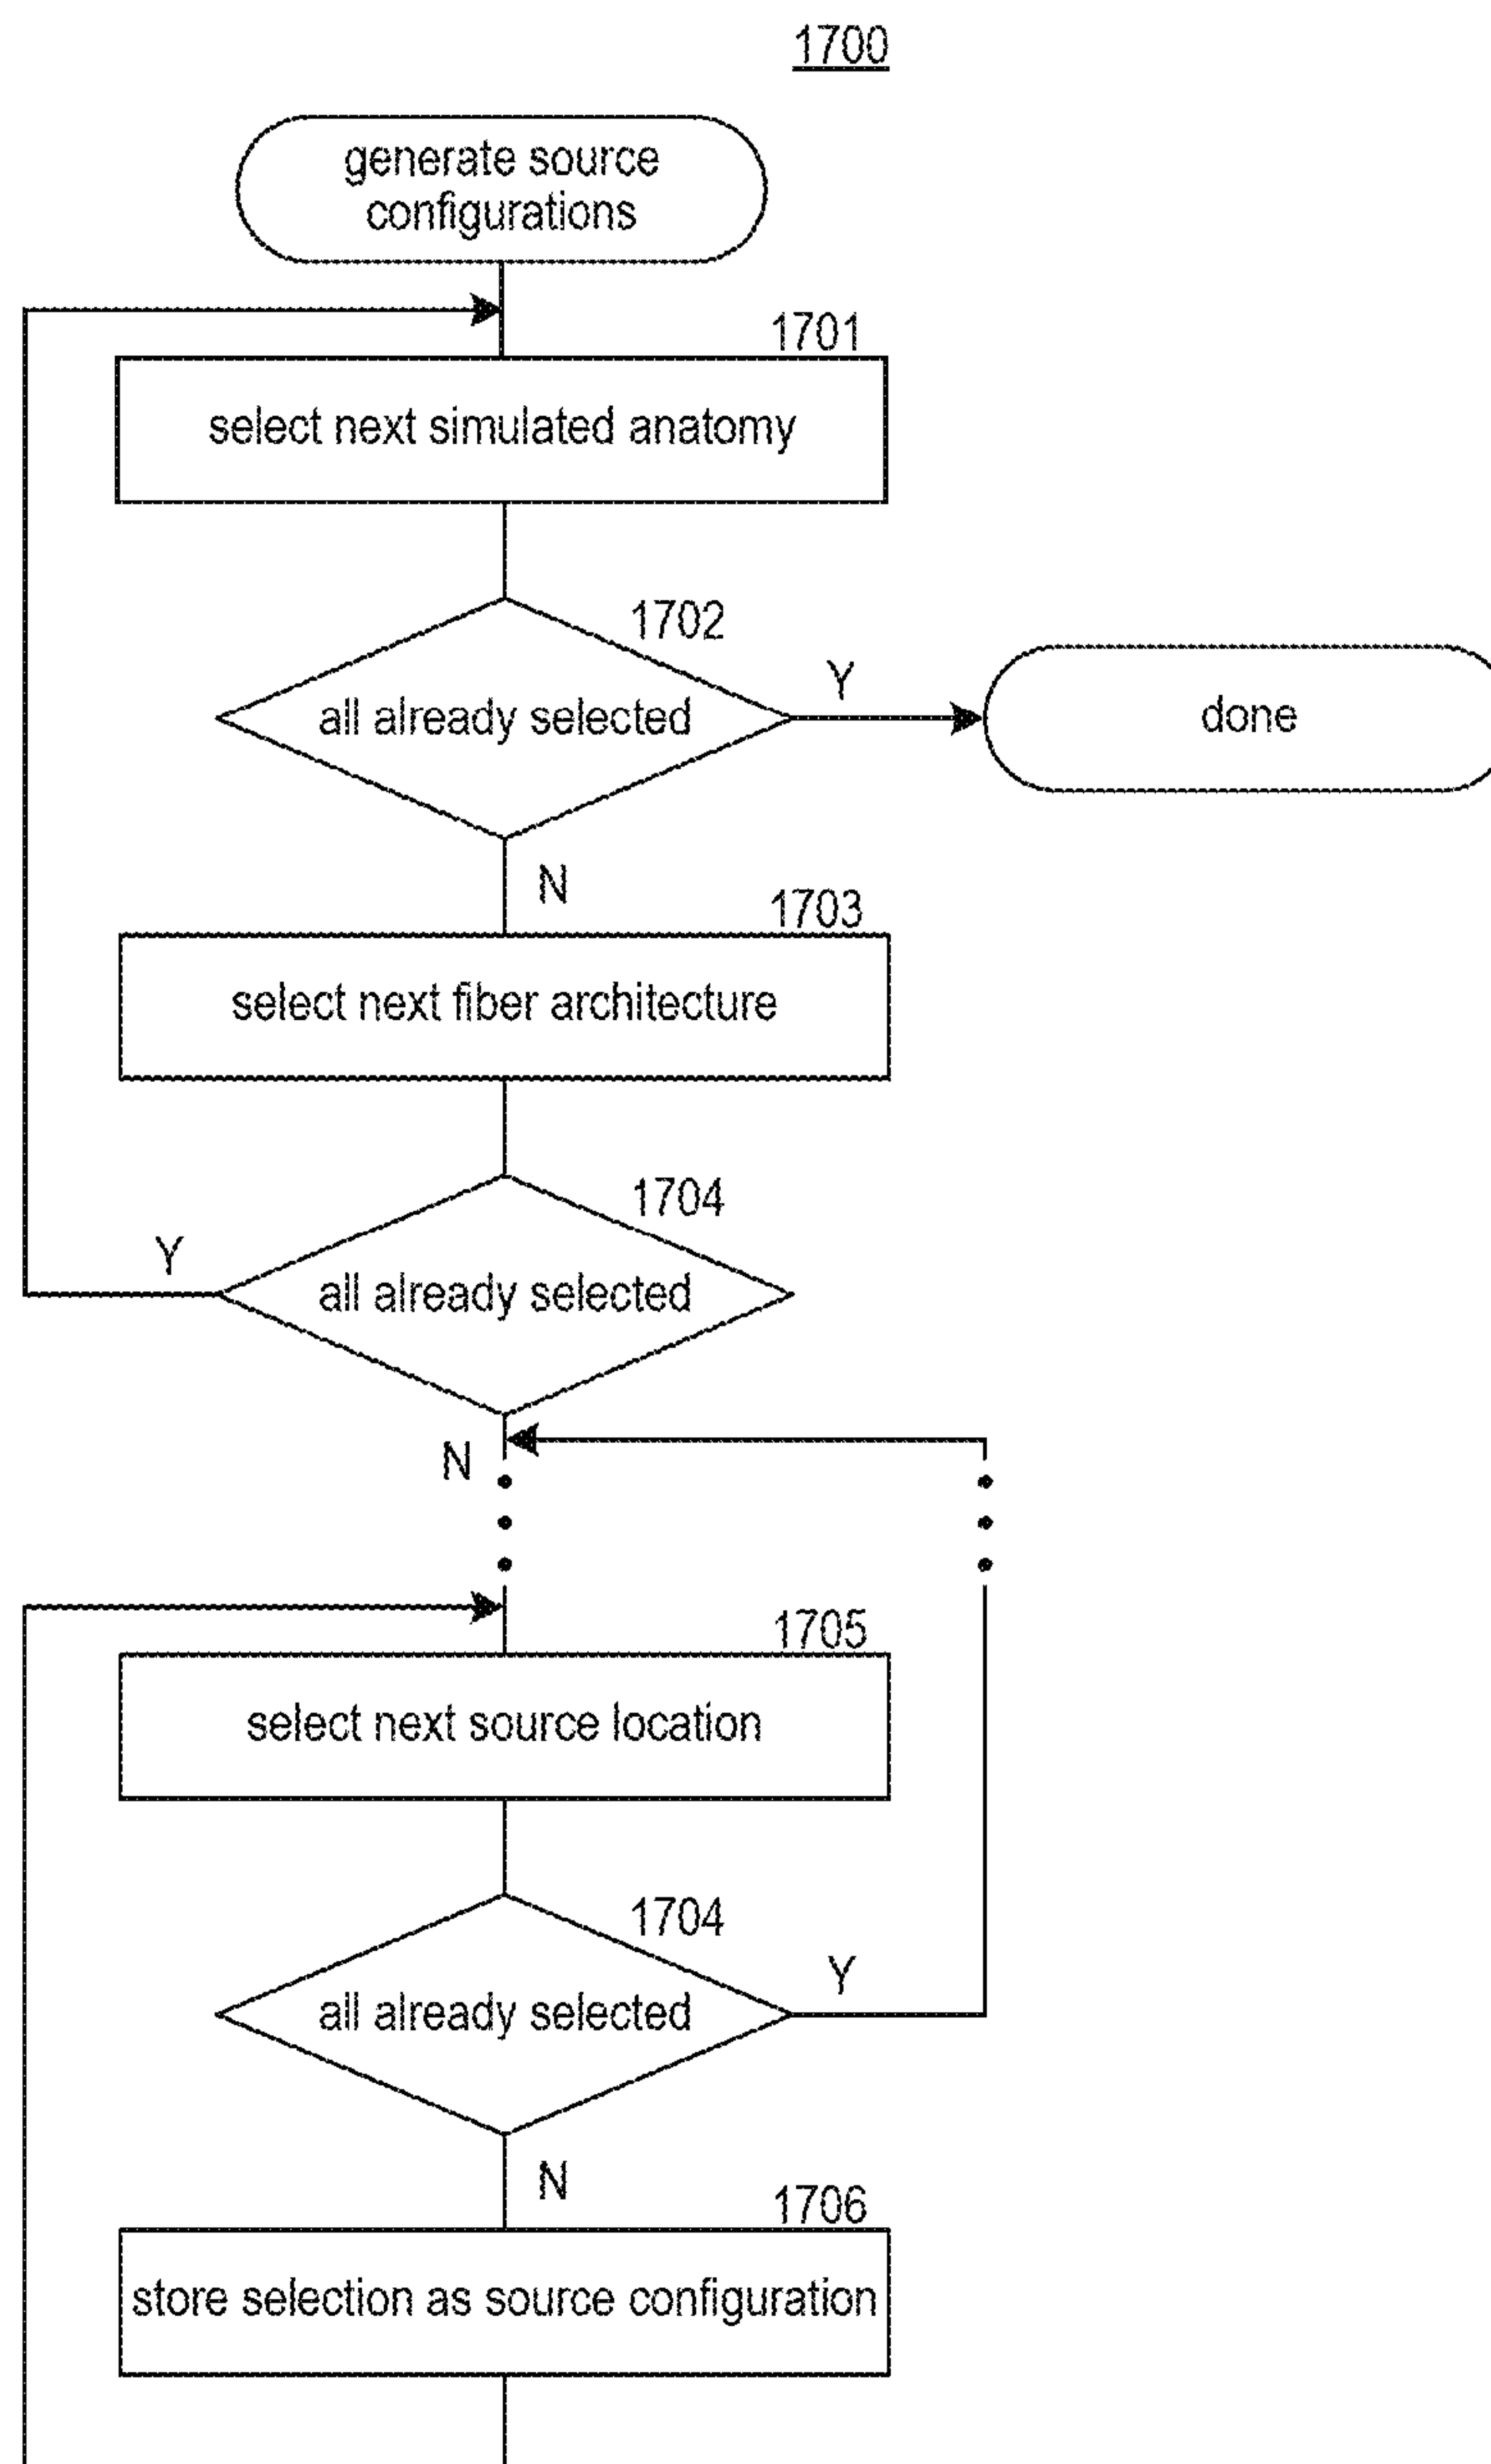 1700
generate source
configurations
1701
select next simulated anatomy
1702
all already selected
Y
done
N
1703
select next fiber architecture
1704
Y
all already selected
N
1705
select next source location
1704
all already selected
Y
N
1706
store selection as source configuration